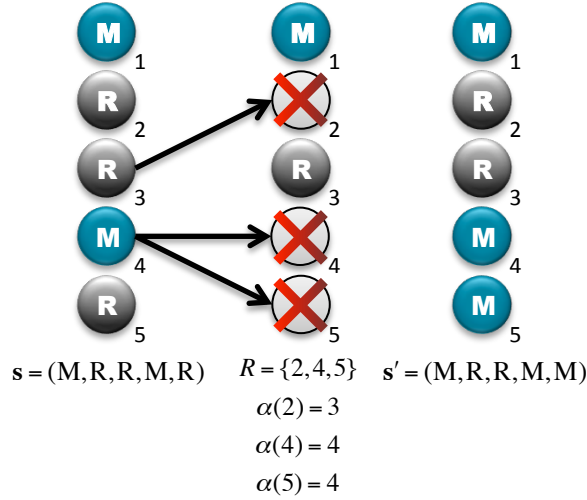 M M M
1 1 1
R R
2 2 2
R R R
3 3 3
M M
4 4 4
R M
5 5 5
s = (M,R,R,M,R) R = {2,4,5} s′ = (M,R,R,M,M)
α(2) = 3
α(4) = 4
α(5) = 4